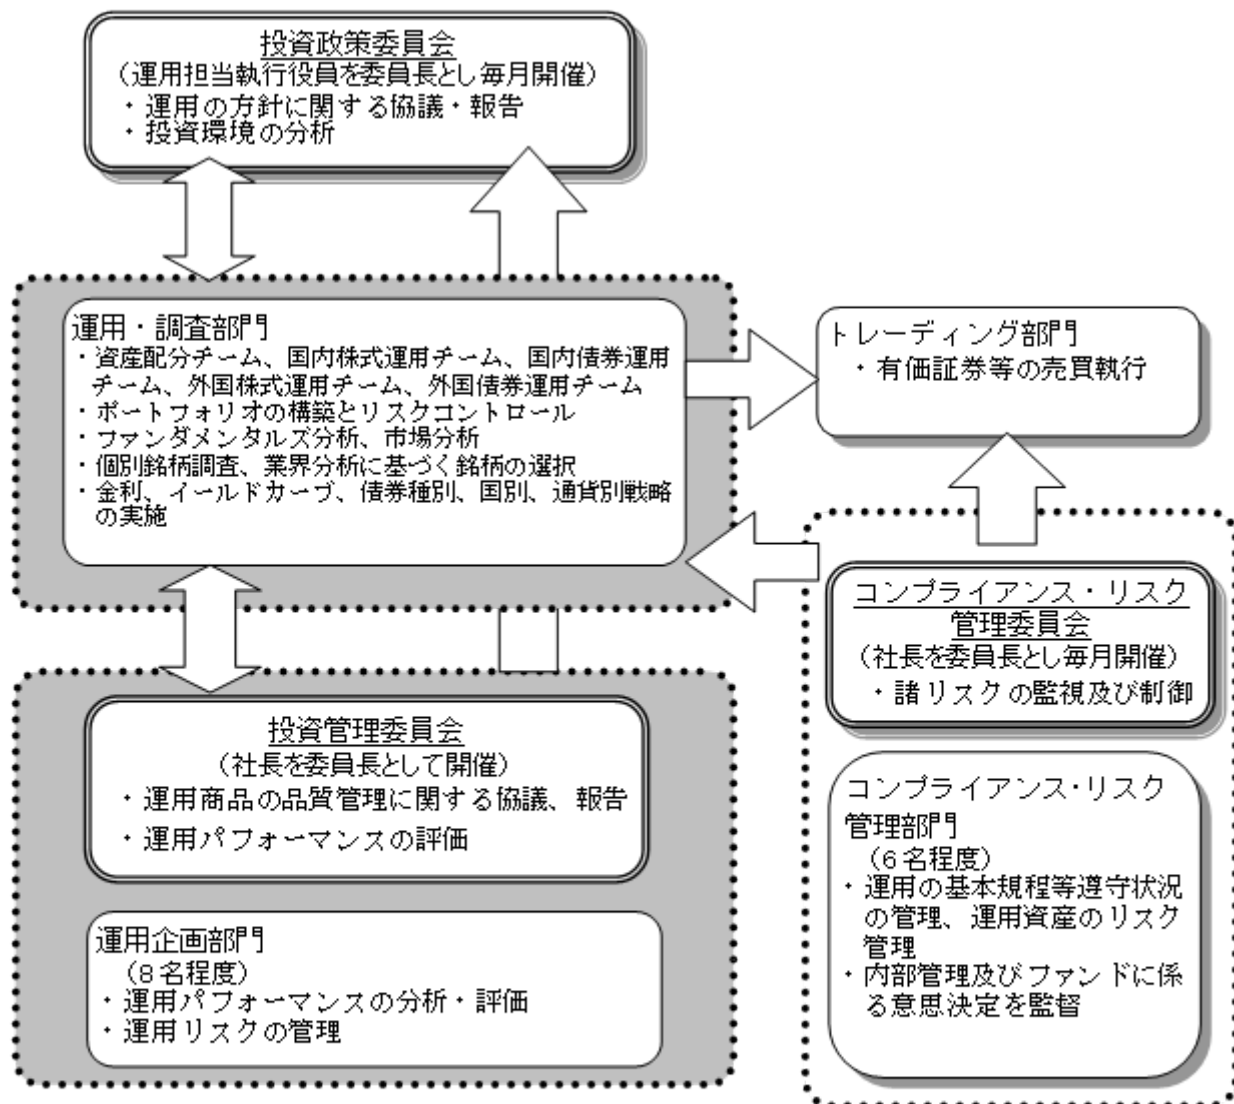 投資政策委員会
（運用担当執行役員を委員長とし毎月開催）
・運用の方針に関する協議・報告
・投資環境の分析
運用・調査部門
・資産配分チーム、国内株式運用チーム、国内債券運用
チーム、外国株式運用チーム、外国債券運用チーム
・ポートフォリオの構築とリスクコントロール
・ファンダメンタルズ分析、市場分析
・個別銘柄調査、業界分析に基づく銘柄の選択
・金利、イールドカーブ、債券種別、国別、通貨別戦略
の実施
トレーディング部門
・有価証券等の売買執行
コンプライアンス・リスク
管理委員会
（社長を委員長とし毎月開催）
・諸リスクの監視及び制御
投資管理委員会
（社長を委員長として開催）
・運用商品の品質管理に関する協議、報告
・運用パフォーマンスの評価
運用企画部門
（8名程度）
・運用パフォーマンスの分析・評価
・運用リスクの管理
コンプライアンス・リスク
管理部門
（6名程度）
・運用の基本規程等遵守状況
の管理、運用資産のリスク
管理
・内部管理及びファンドに係
る意思決定を監督